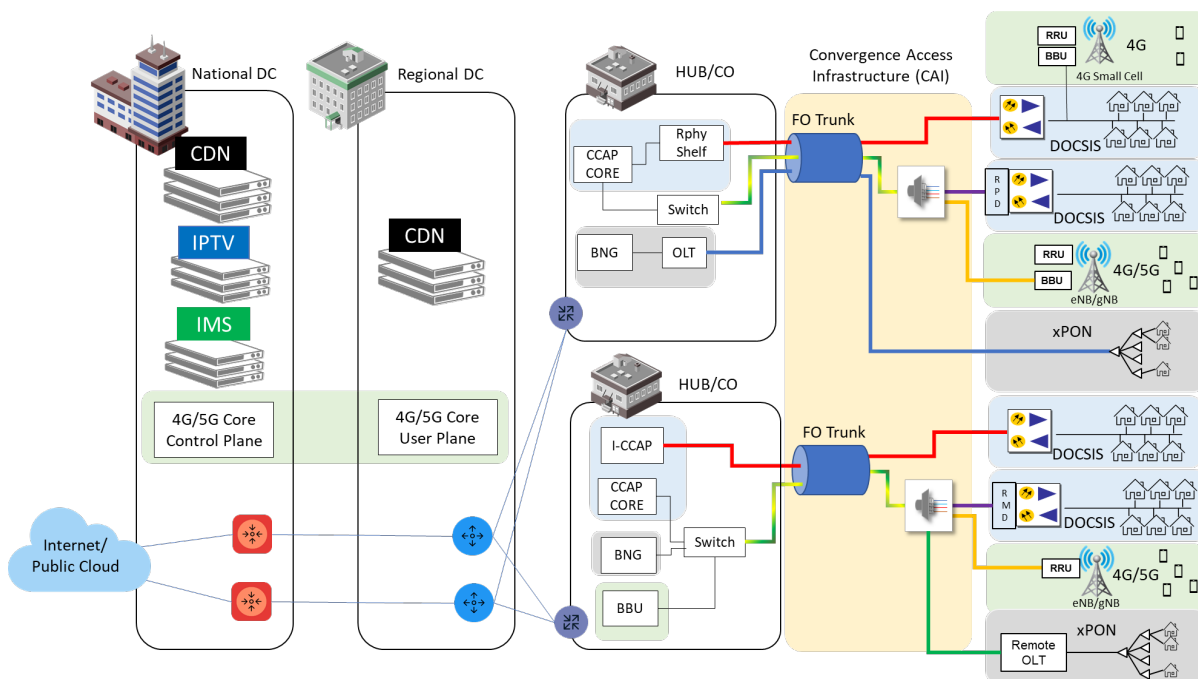 National DC
Regional DC
HUB/CO
Convergence Access
Infrastructure (CAI)
CDN
IPTV
IMS
4G/5G Core
Control Plane
CDN
4G/5G Core
User Plane
Internet/
Public Cloud
Rphy
Shelf
CCAP
CORE
Switch
BNG
OLT
HUB/CO
I-CCAP
CCAP
CORE
Switch
BNG
BBU
FO Trunk
FO Trunk
RRU
BBU
4G
4G Small Cell
DOCSIS
R
P
D
DOCSIS
RRU
BBU
4G/5G
eNB/gNB
xPON
DOCSIS
R
M
D
DOCSIS
RRU
4G/5G
eNB/gNB
xPON
Remote
OLT